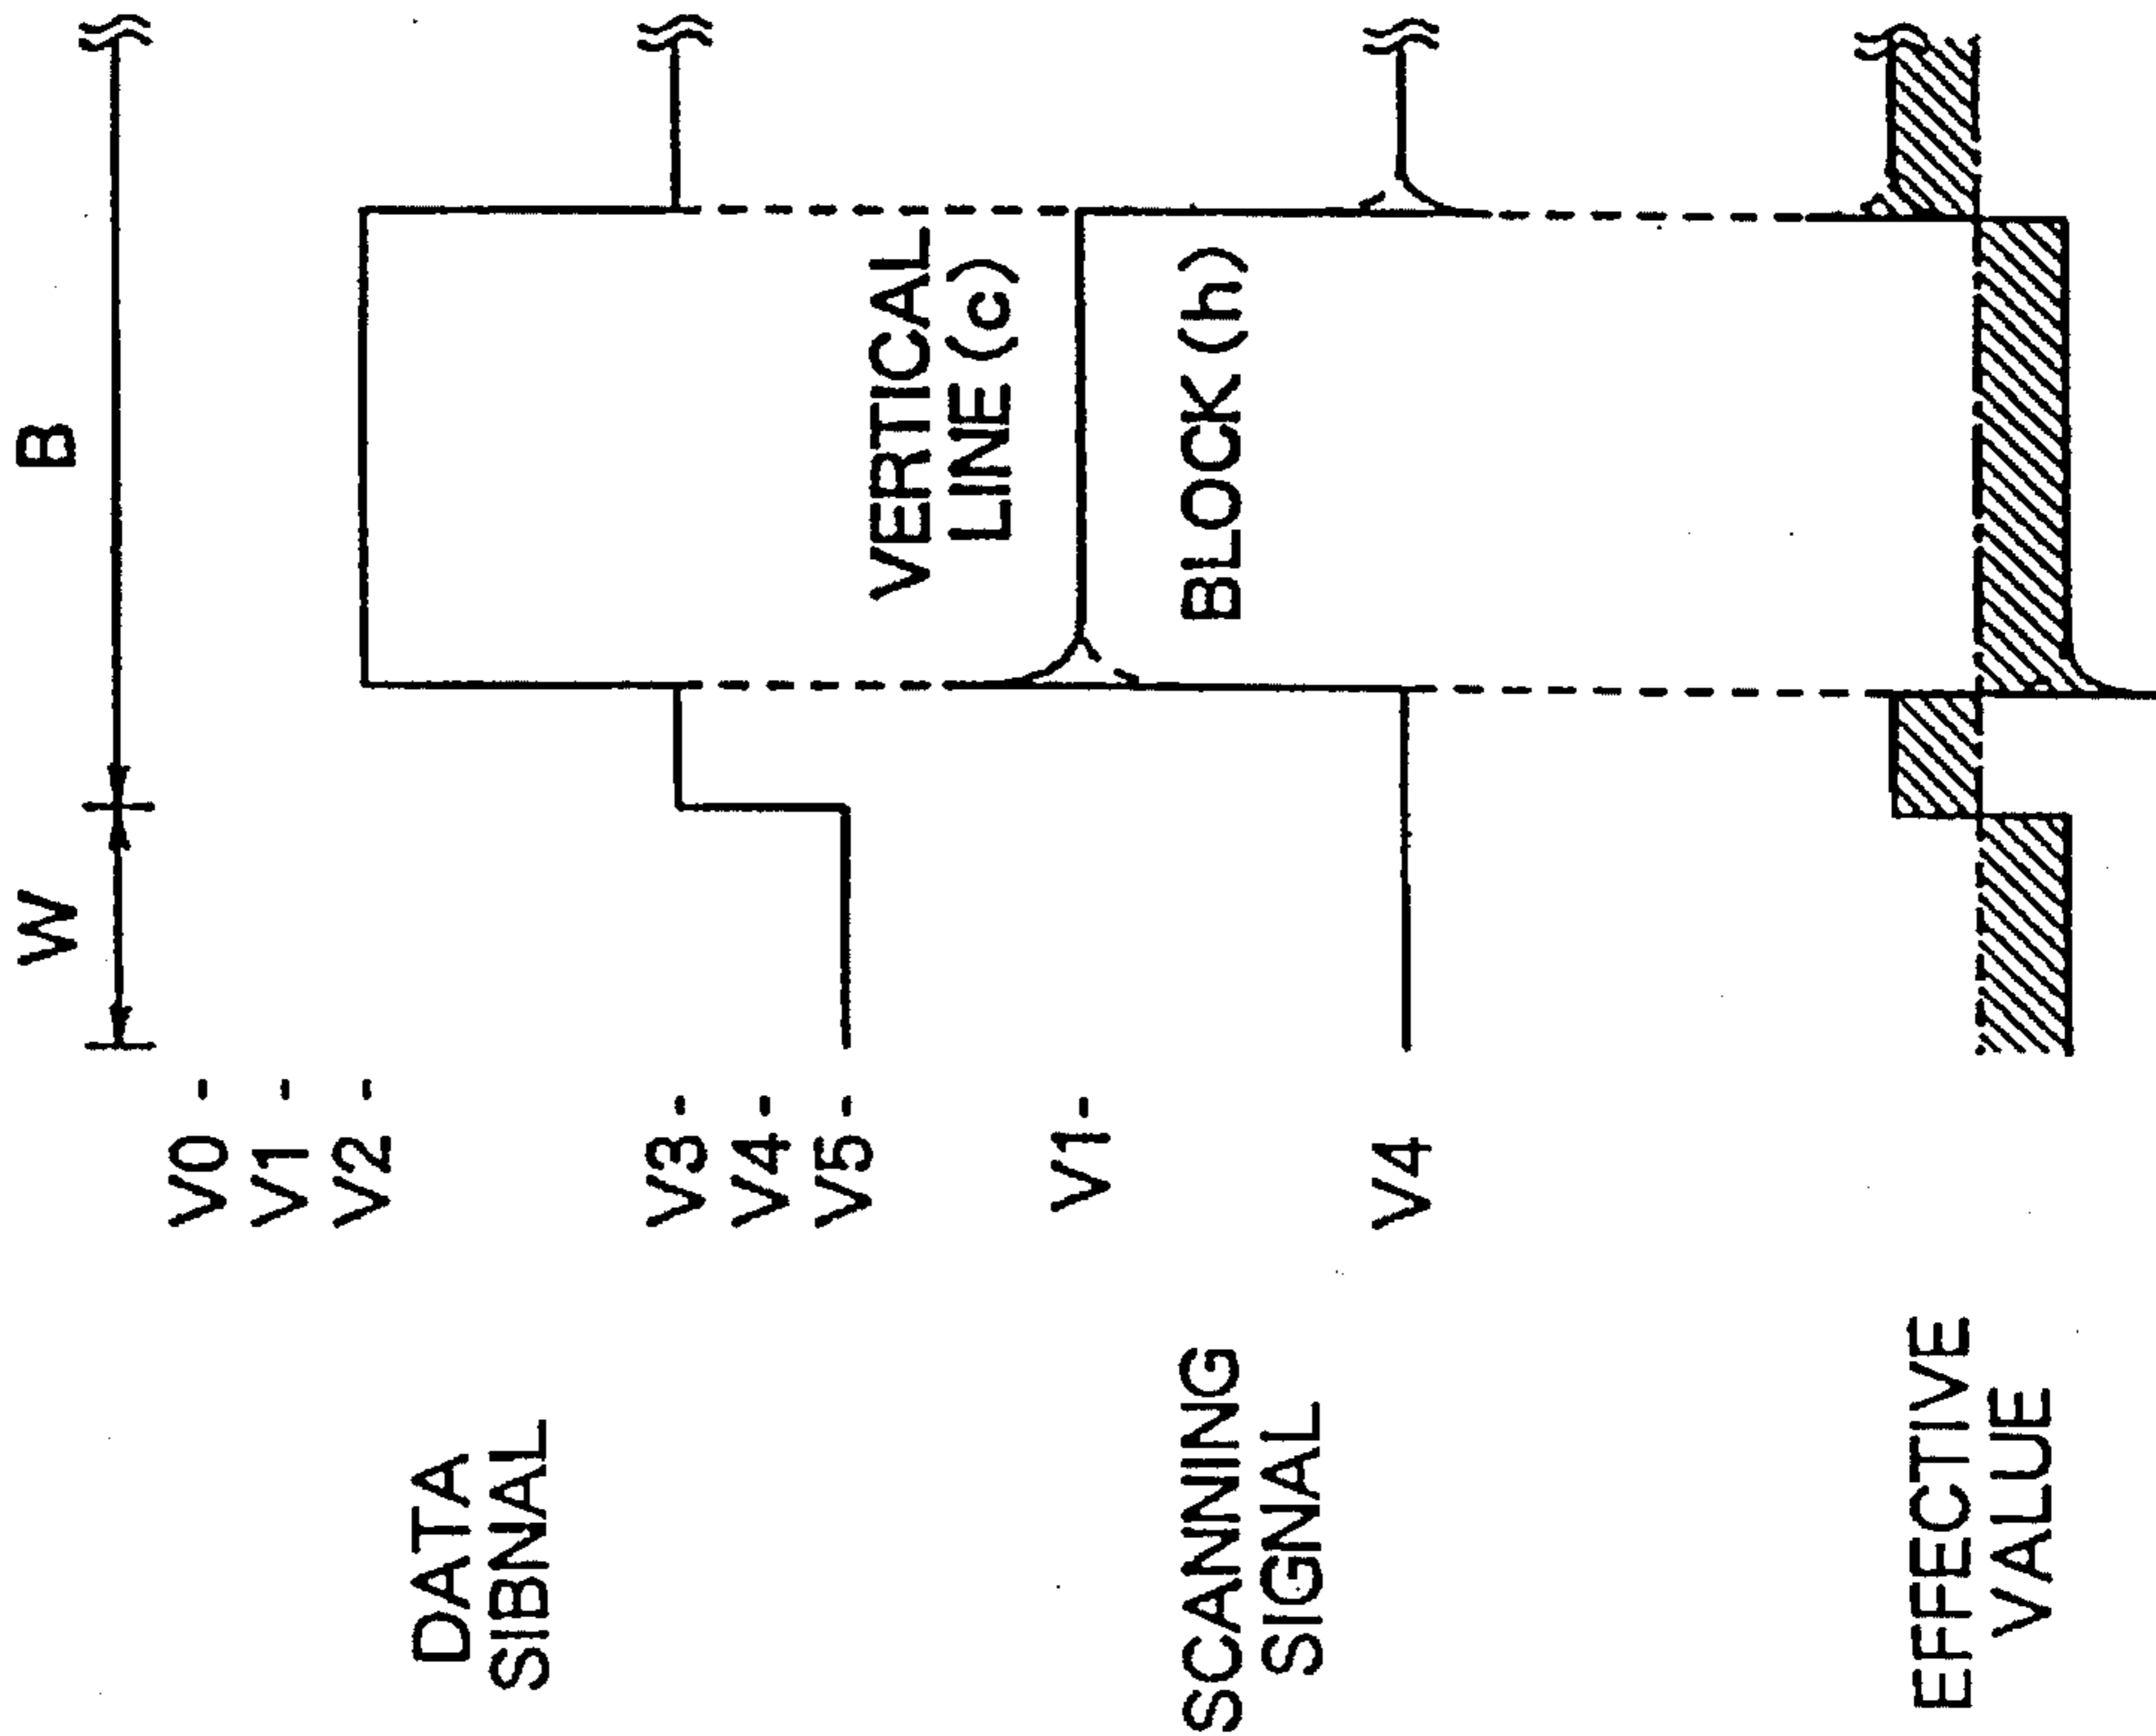 W
B
V0
V1
V2
DATA
SIBNAL
V3
V4
V5
VERTICAL
LINE (c)
V1
BLOCK (h)
SCANNING
SIGNAL
V4
EFFECTIVE
VALUE